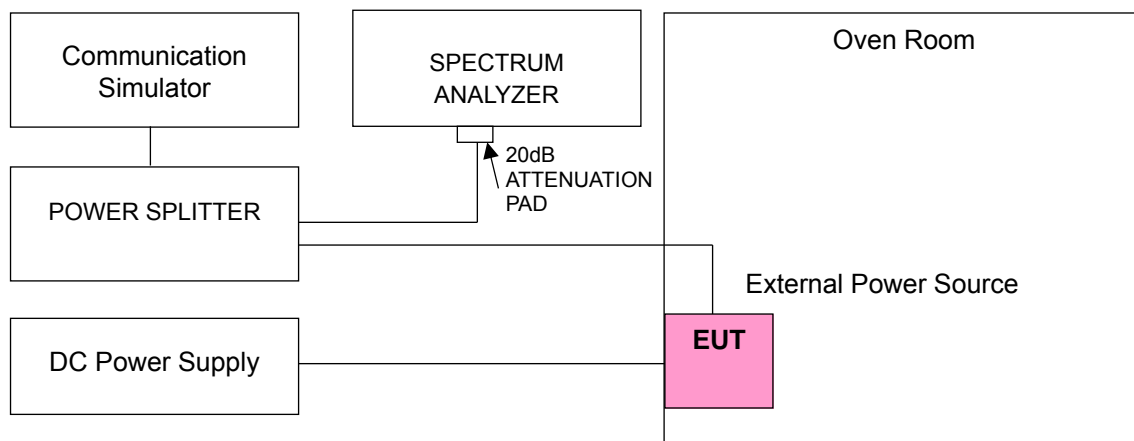 Communication
Simulator
SPECTRUM
ANALYZER
Oven Room
20dB
ATTENUATION
PAD
POWER SPLITTER
External Power Source
EUT
DC Power Supply